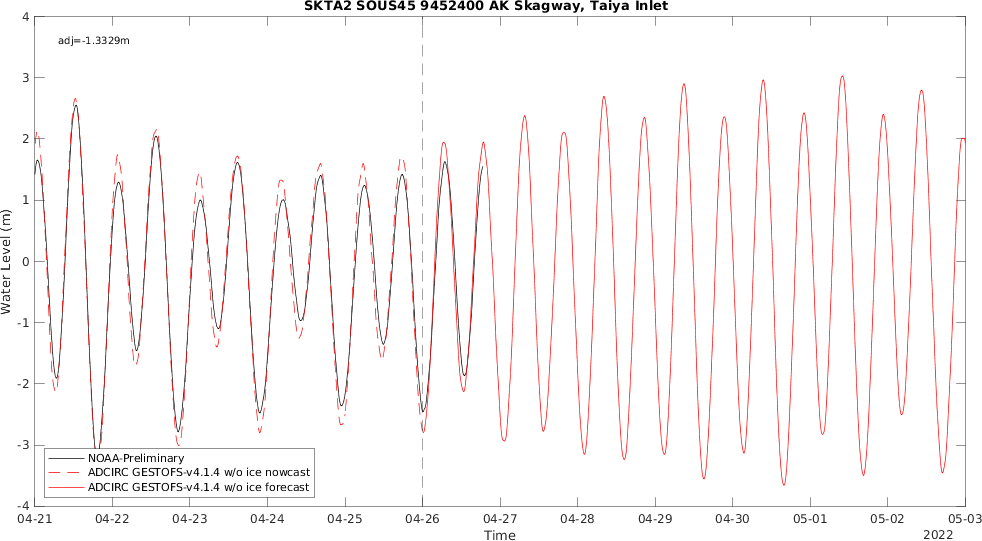 SKTA2 SOUS45 9452400 AK Skagway, Taiya Inlet
adj=-1.3329m
4
3
2
1
0
-1
-2
-3
-4
Water Level (m)
NOAA-Preliminary
ADCIRC GESTOFS-v4.1.4 w/o ice nowcast
ADCIRC GESTOFS-v4.1.4 w/o ice forecast
04-21 04-22 04-23 04-24 04-25 04-26 04-27 04-28 04-29 04-30 05-01 05-02 05-03
Time
2022